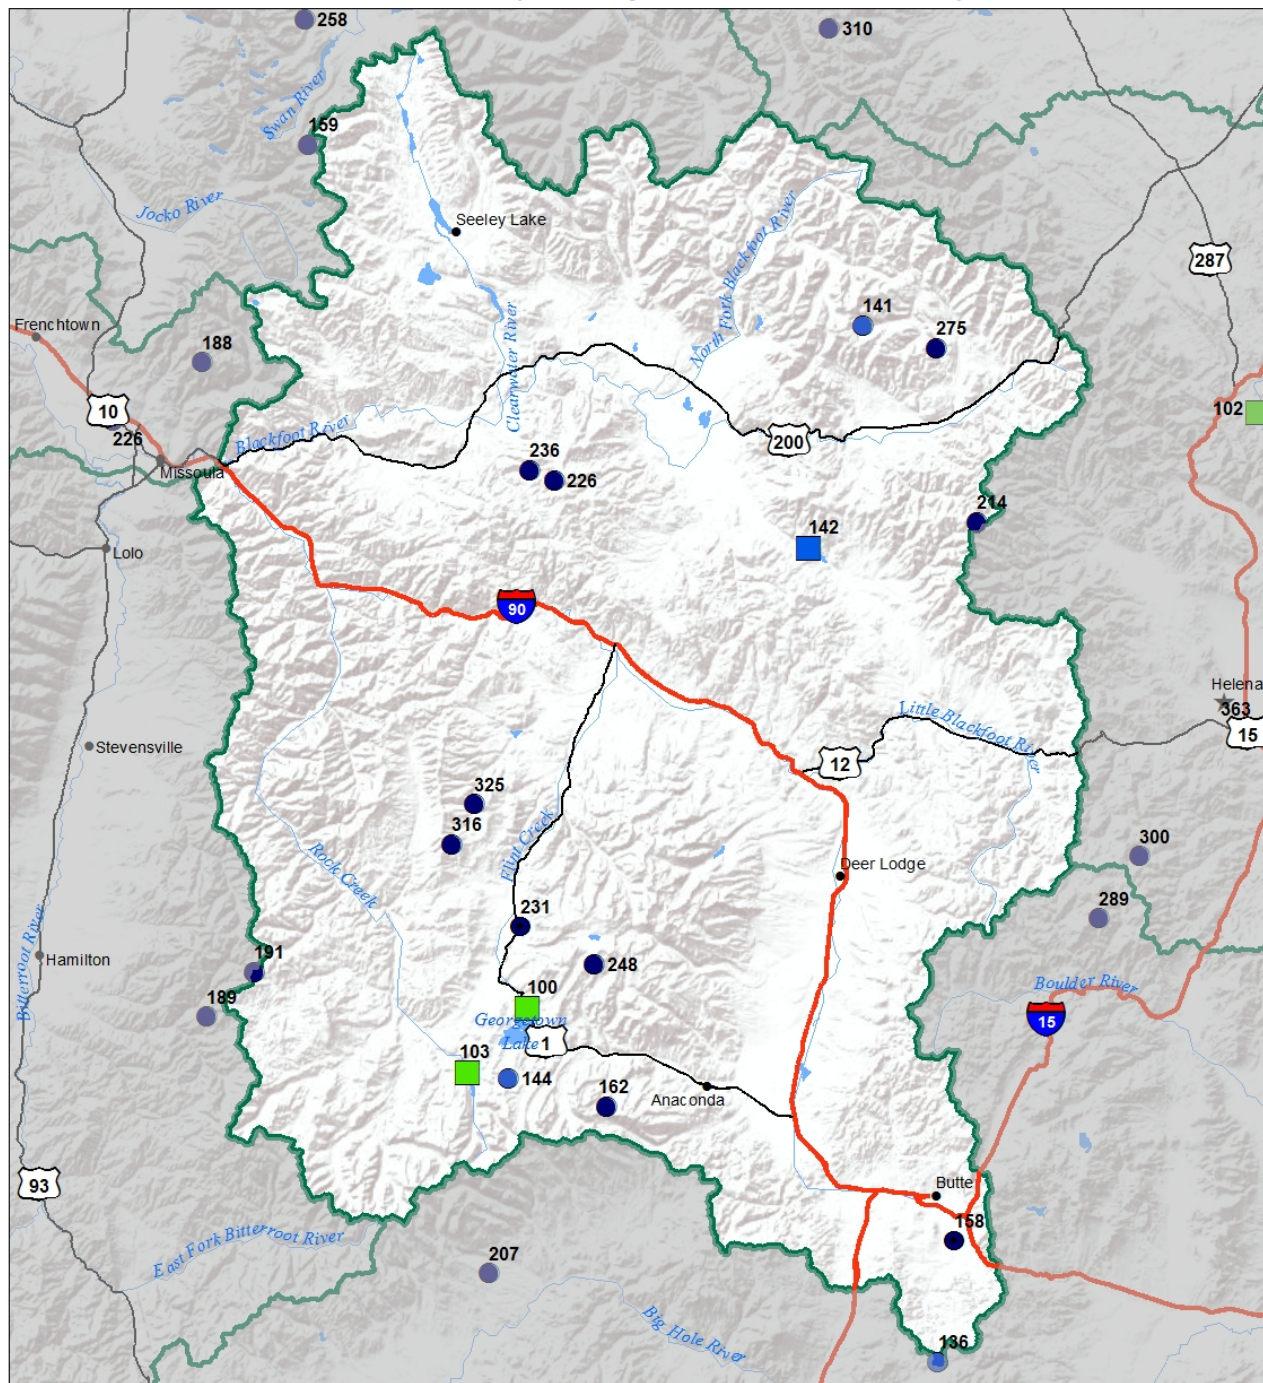 258
310
Swan River
159
Jocko River
Seeley Lake
North Fork Blackfoot River
287
Frenchtown
188
141
275
Clearwater River
10
226
102
Blackfoot River
200
Missoula
236
226
214
142
Lolo
90
Helena
363
15
Little Blackfoot River
Stevensville
12
325
316
Flint Creek
Rock Creek
300
Deer Lodge
289
231
Bitterroot River
Hamilton
191
248
189
100
Boulder River
Georgetown
Lake
1
15
103
144
162
Anaconda
93
Butte
158
East Fork Bitterroot River
207
Big Hole River
136